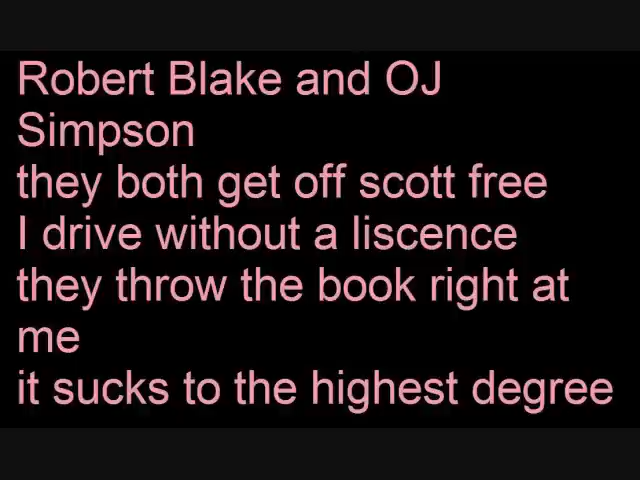 Robert Blake and OJ
Simpson
they both get off scott free
I drive without a liscence
they throw the book right at
me
it sucks to the highest degree